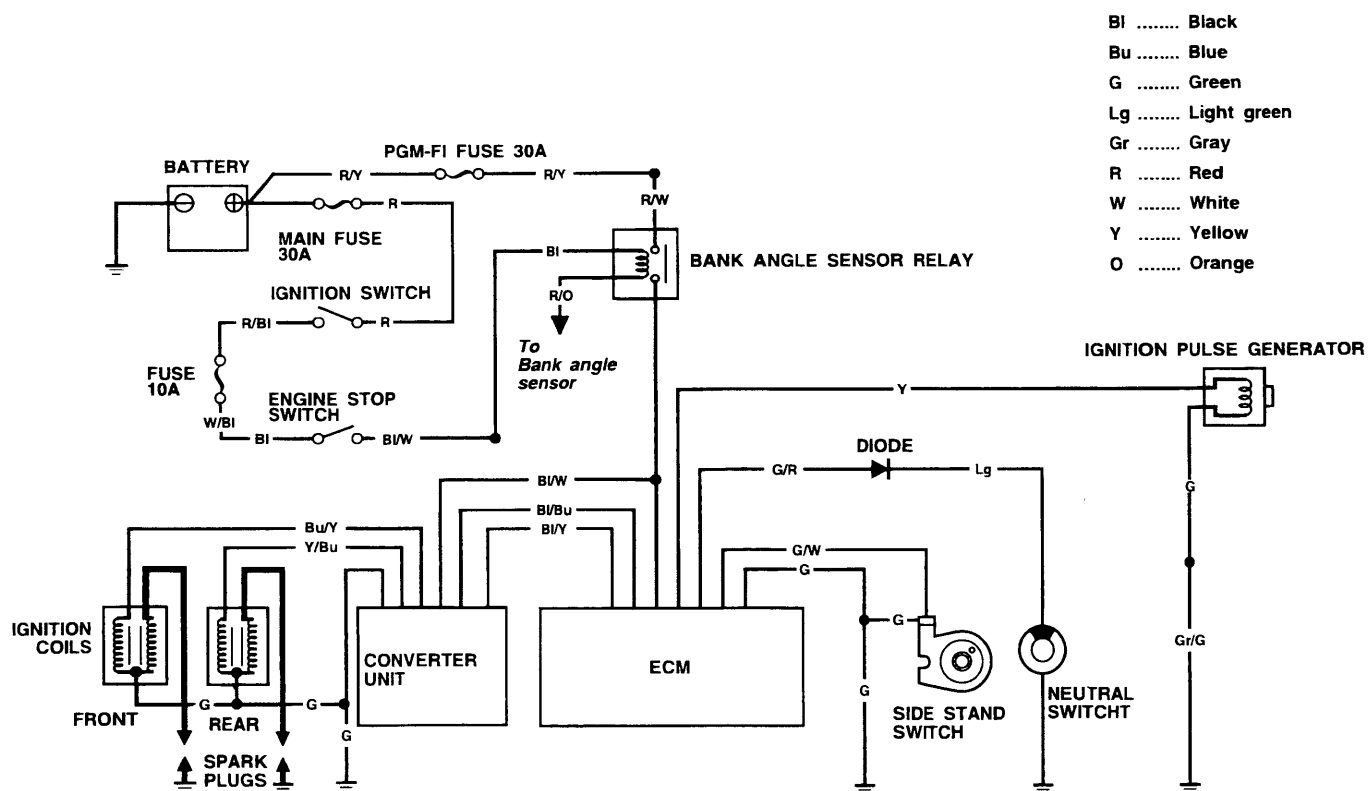 Bl ........ Black
Bu ........ Blue
G ........ Green
Lg ........ Light green
Gr ........ Gray
R ........ Red
W ........ White
Y ........ Yellow
O ........ Orange
PGM-FI FUSE 30A
BATTERY
R/Y
R/Y
R/W
R
MAIN FUSE
30A
Bl
BANK ANGLE SENSOR RELAY
IGNITION SWITCH
R/O
R/Bl
R
To
Bank angle
sensor
IGNITION PULSE GENERATOR
FUSE
10A
ENGINE STOP
SWITCH
Y
W/Bl
Bl
Bl/W
DIODE
G/R
Lg
Bl/W
G
Bl/Bu
Bu/Y
Bl/Y
Y/Bu
G/W
G
IGNITION
COILS
G
CONVERTER
UNIT
ECM
Gr/G
G
G
G
NEUTRAL
SWITCHT
FRONT
REAR
SIDE STAND
SWITCH
G
SPARK
PLUGS